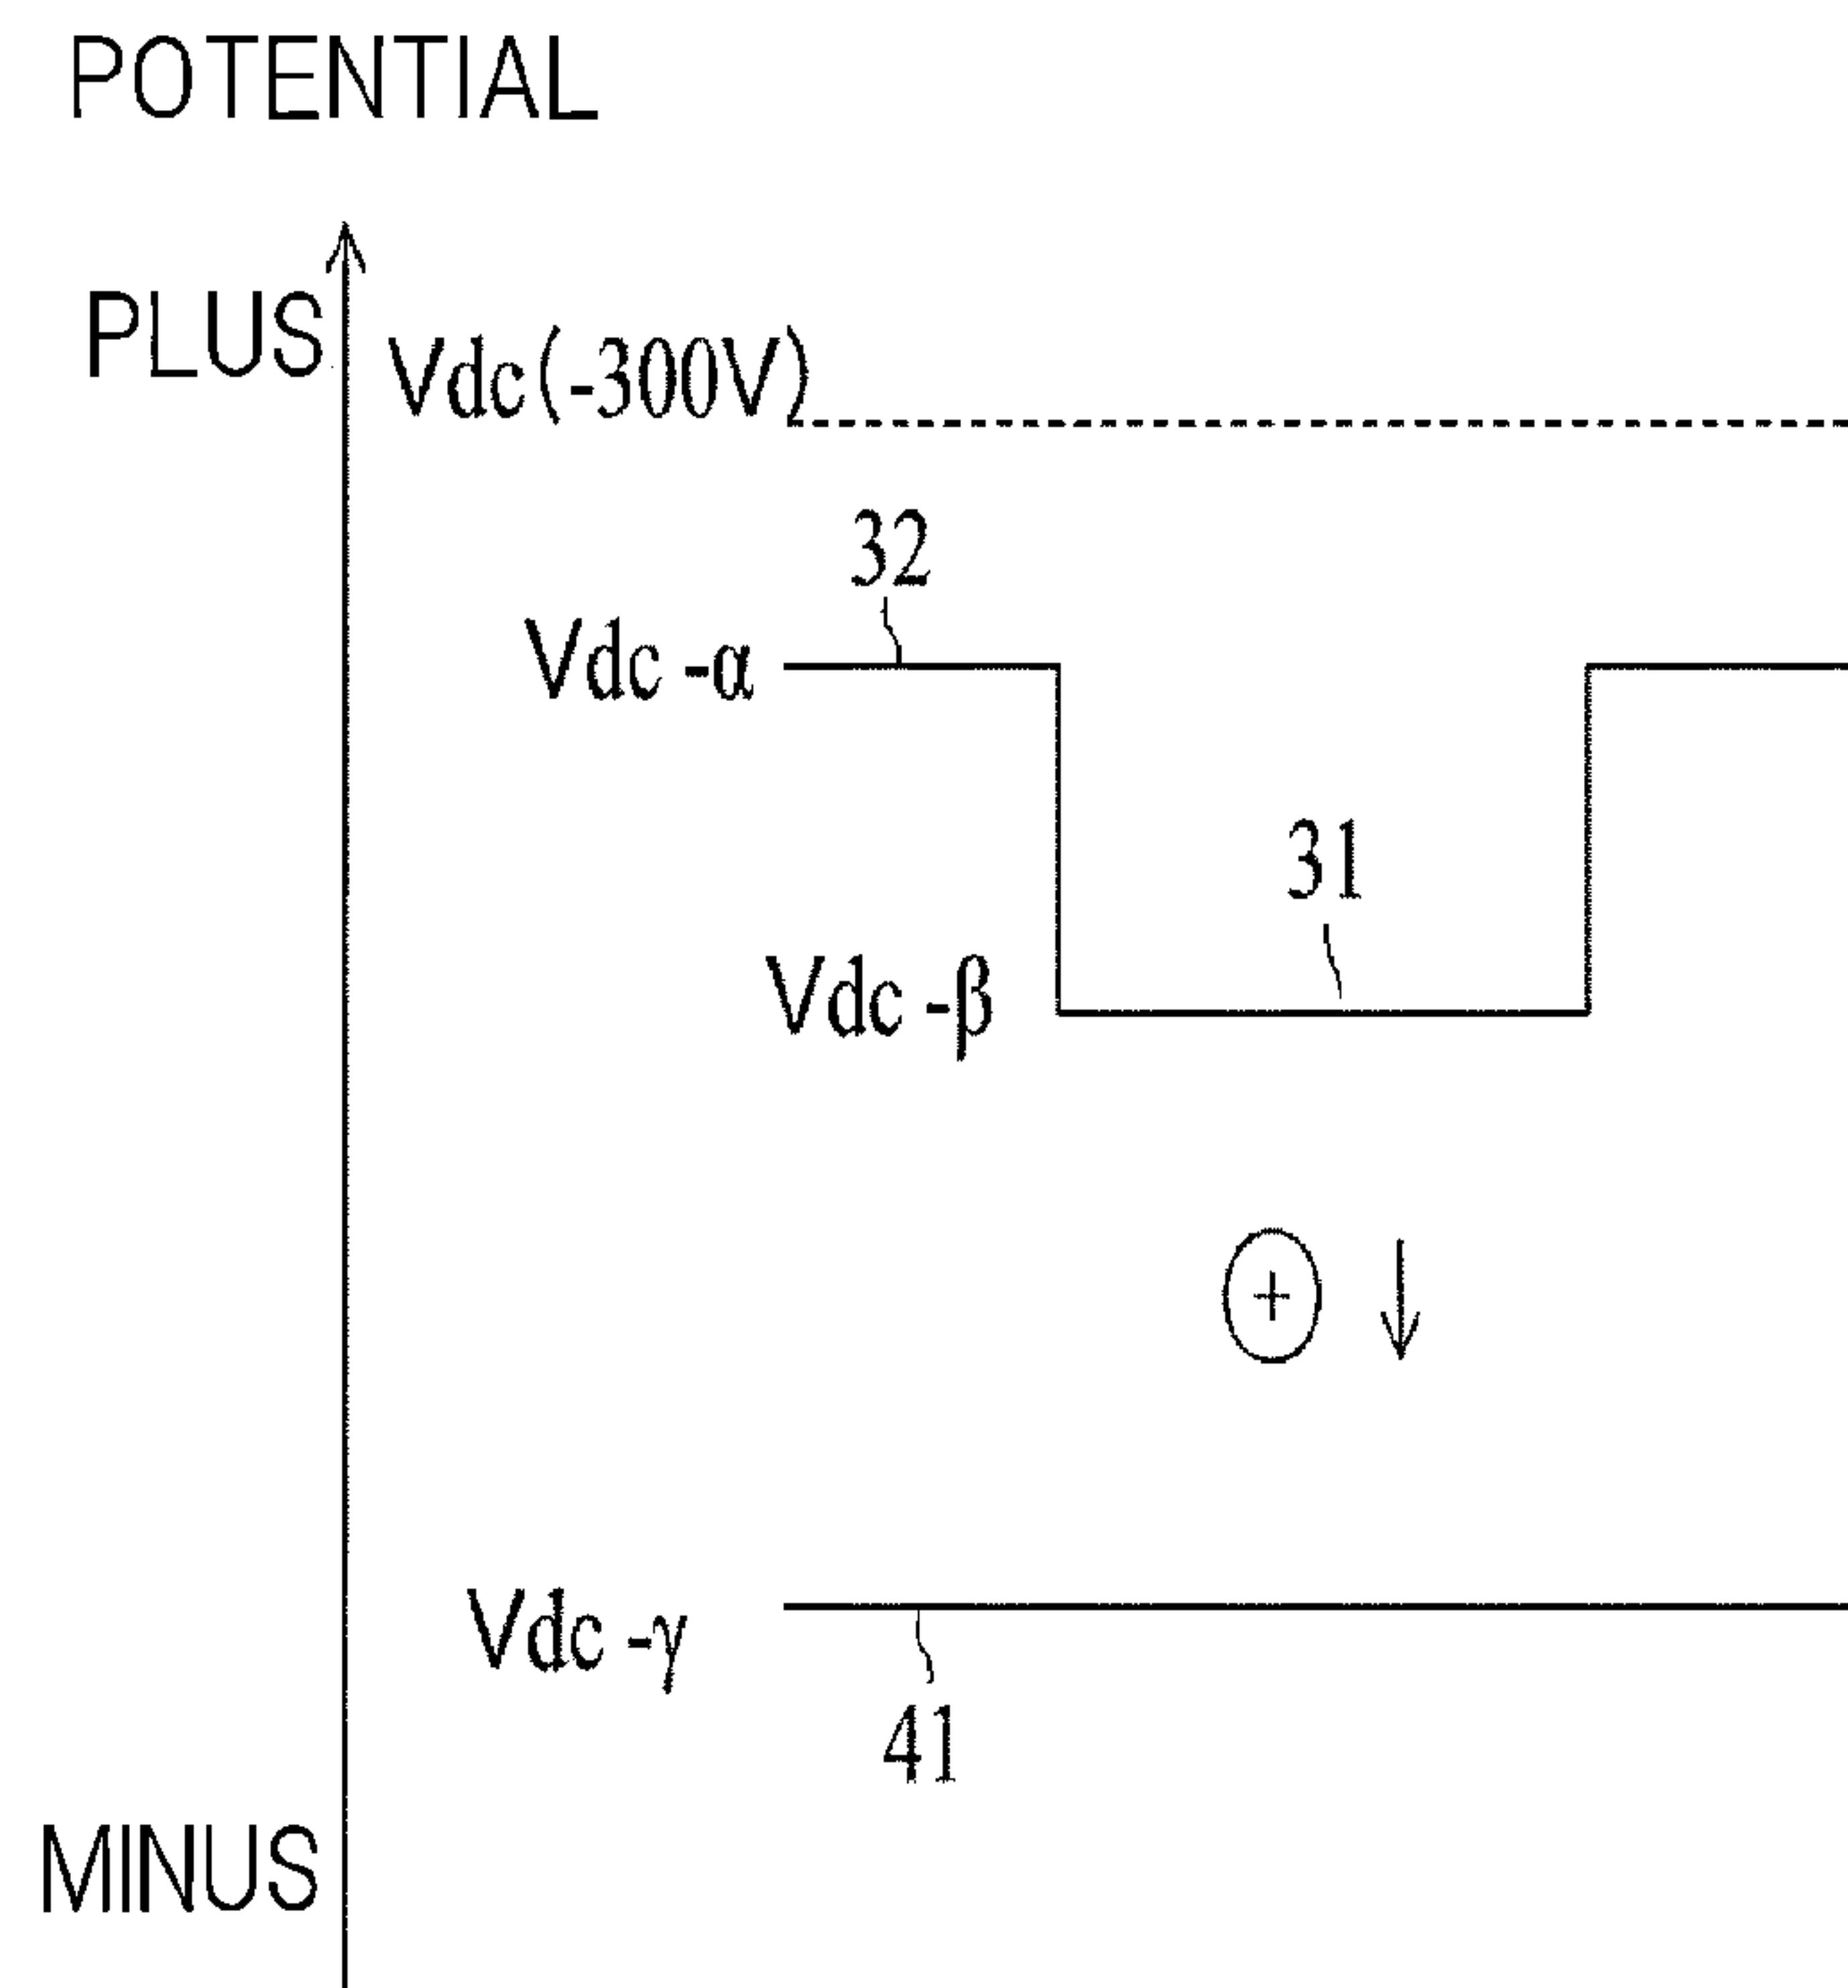 POTENTIAL
PLUS
Vdc (-300V)
32
Vdc -α
31
Vdc -β
+
Vdc -γ
41
MINUS